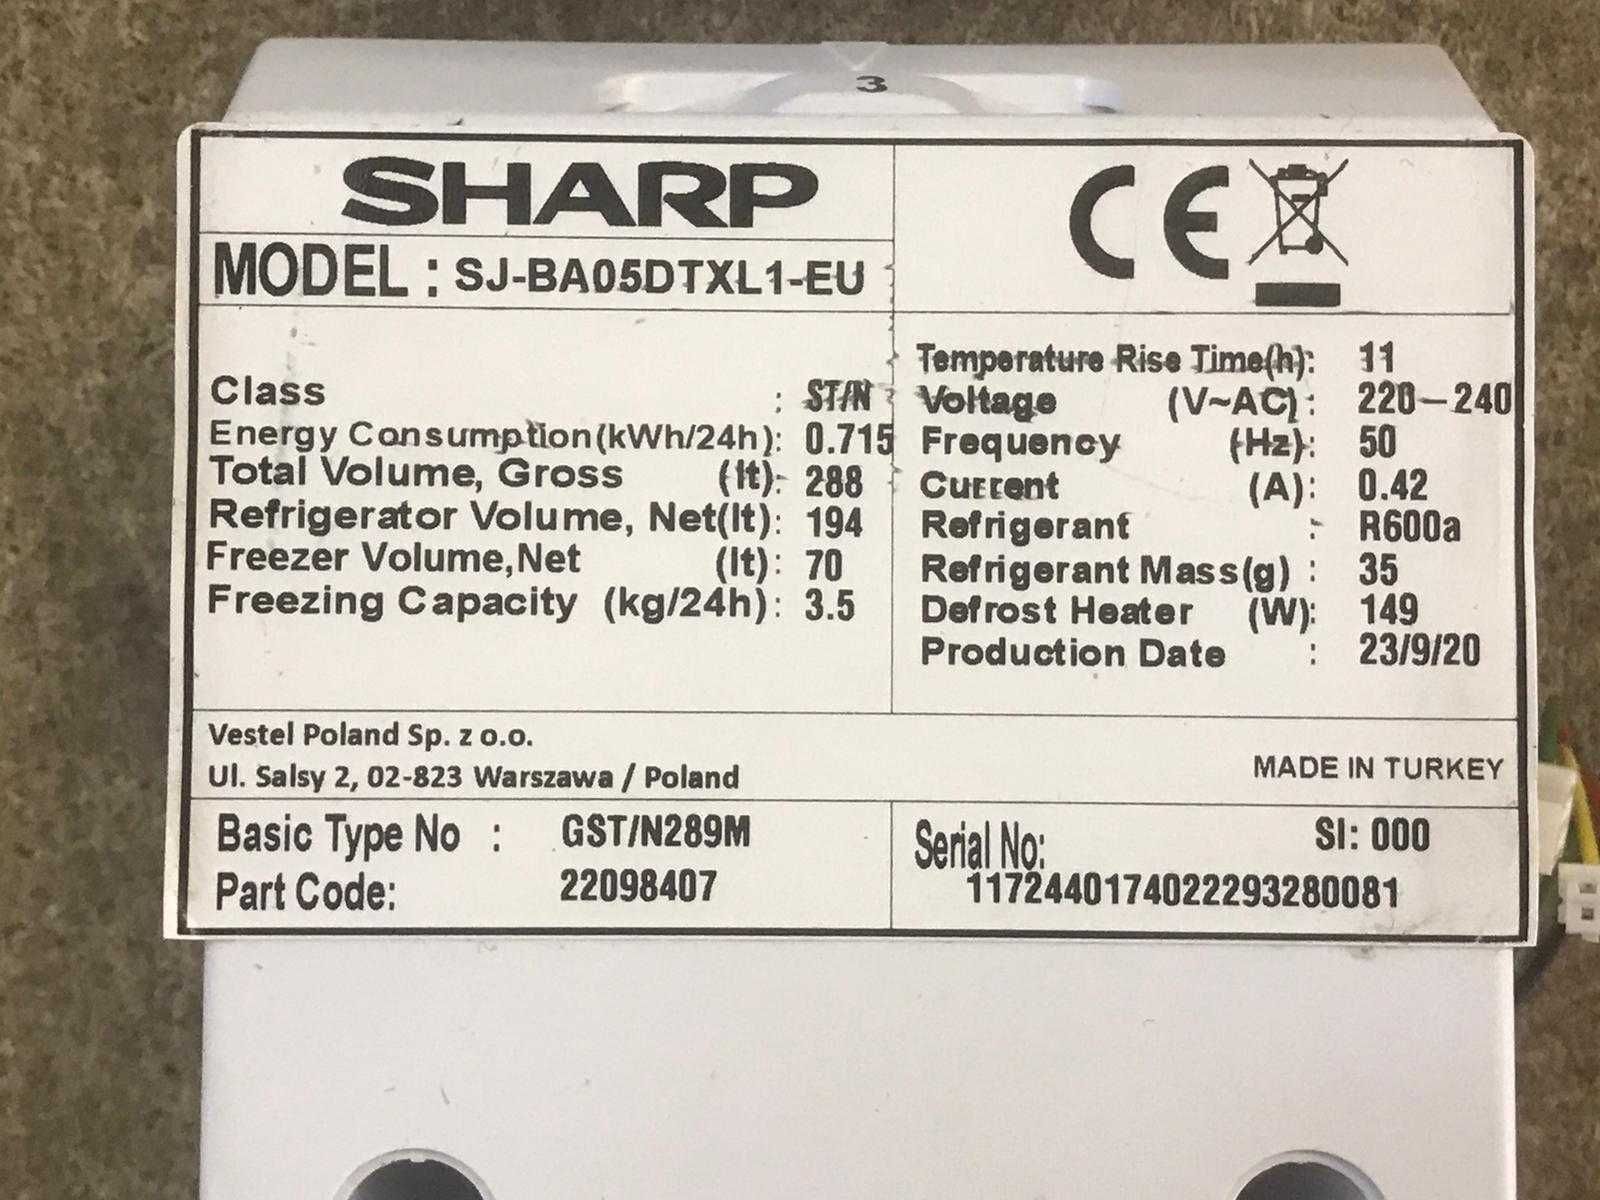 3
SHARP
CE
MODEL : SJ-BA05DTXL1-EU
Class : ST/N
Energy Consumption(kWh/24h): 0.715
Total Volume, Gross (lt): 288
Refrigerator Volume, Net(lt): 194
Freezer Volume,Net (lt): 70
Freezing Capacity (kg/24h): 3.5
Temperature Rise Time(h): 11
Voltage (V~AC): 220-240
Frequency (Hz): 50
Current (A): 0.42
Refrigerant : R600a
Refrigerant Mass(g) : 35
Defrost Heater (W): 149
Production Date : 23/9/20
Vestel Poland Sp. z o.o.
Ul. Salsy 2, 02-823 Warszawa / Poland
MADE IN TURKEY
Basic Type No : GST/N289M
Part Code: 22098407
Serial No: SI: 000
1172440174022293280081